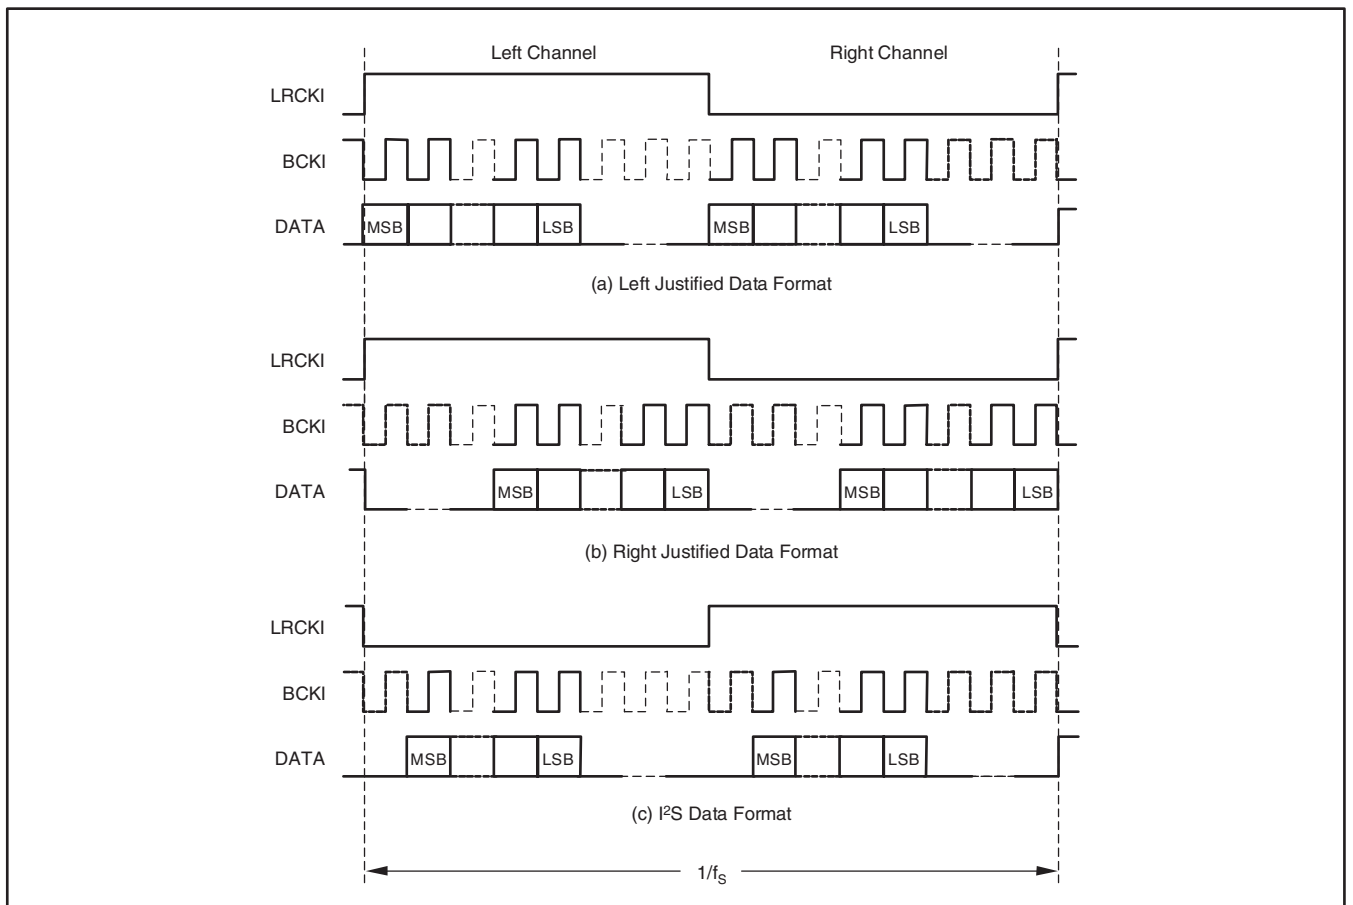 Left Channel Right Channel
LRCKI
BCKI
DATA MSB LSB MSB LSB
(a) Left Justified Data Format
LRCKI
BCKI
DATA MSB LSB MSB LSB
(b) Right Justified Data Format
LRCKI
BCKI
DATA MSB LSB MSB LSB
(c) I²S Data Format
1/fS